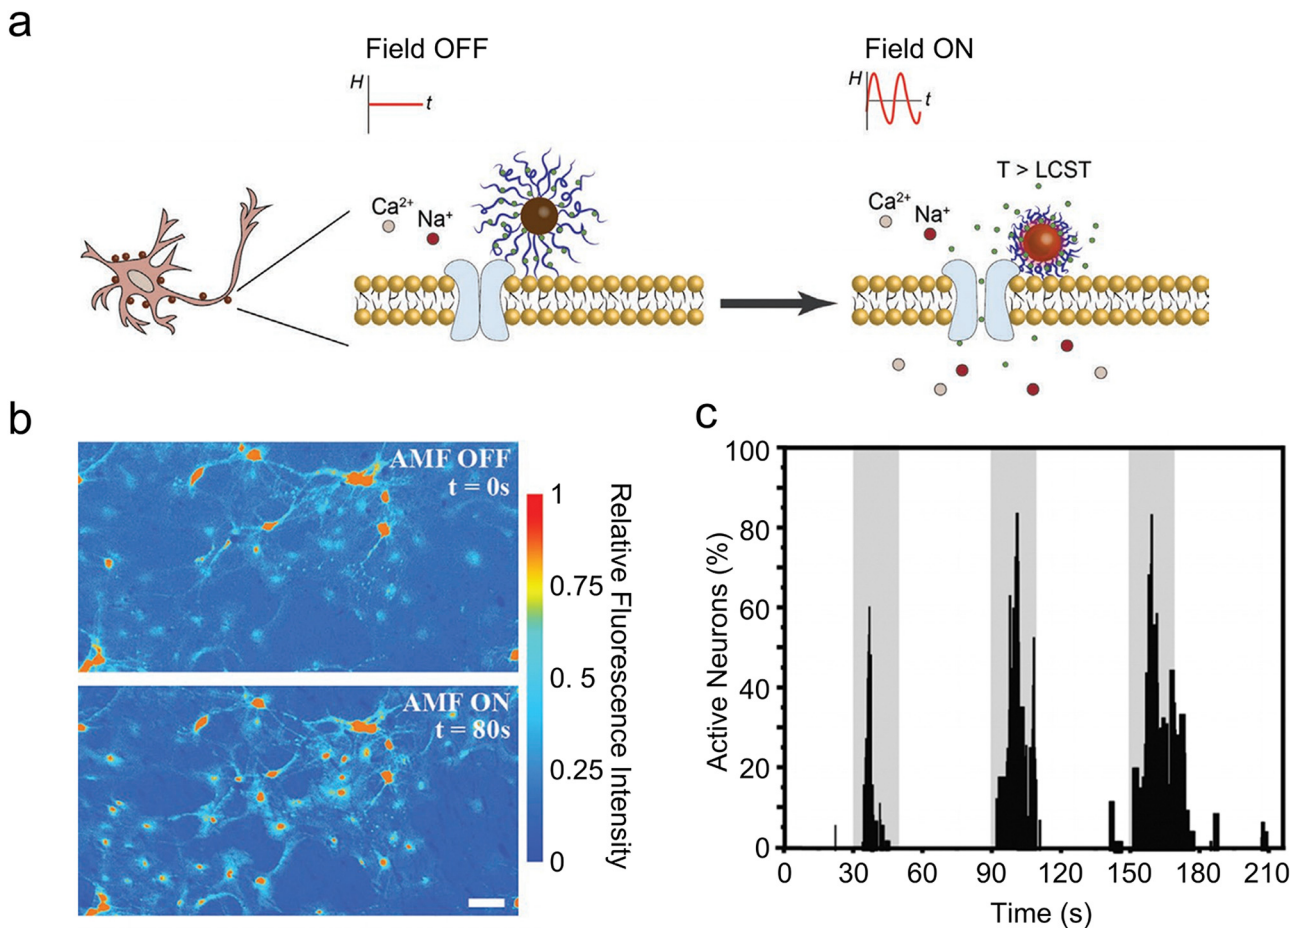 a
Field OFF
Field ON
H
t
H
t
T > LCST
Ca²⁺
Na⁺
Ca²⁺
Na⁺
b
AMF OFF
t = 0s
AMF ON
t = 80s
1
0.75
0. 5
0.25
0
Relative Fluorescence Intensity
c
100
80
60
40
20
0
Active Neurons (%)
0 30 60 90 120 150 180 210
Time (s)